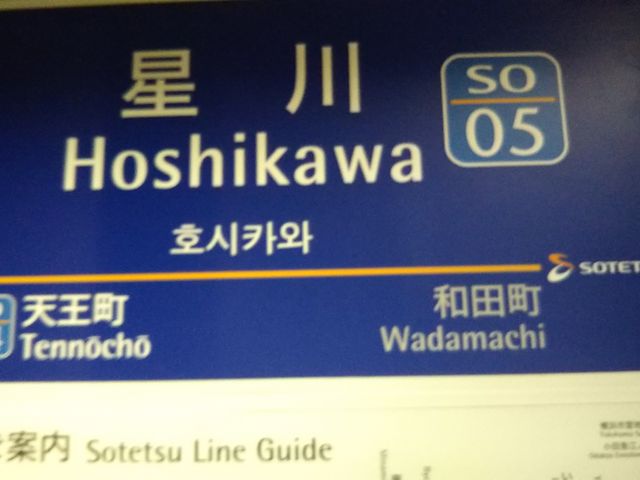 星川
SO
05
Hoshikawa
호시카와
SOTET
天王町
Tennōchō
和田町
Wadamachi
案内 Sotetsu Line Guide